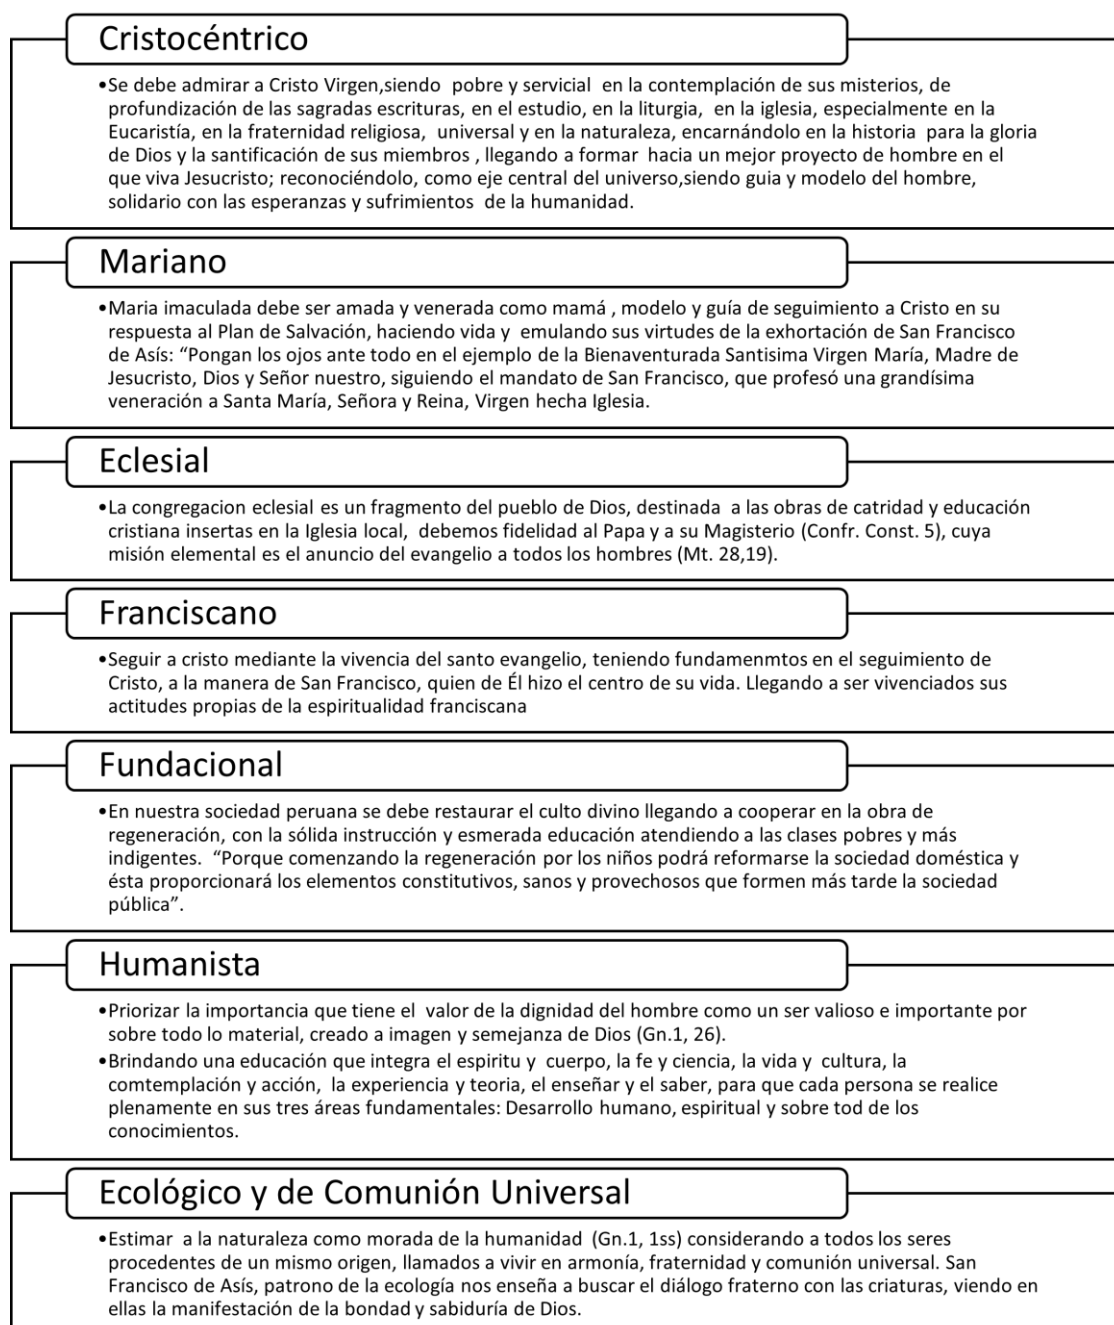 Cristocéntrico
•Se debe admirar a Cristo Virgen,siendo pobre y servicial en la contemplación de sus misterios, de
profundización de las sagradas escrituras, en el estudio, en la liturgia, en la iglesia, especialmente en la
Eucaristía, en la fraternidad religiosa, universal y en la naturaleza, encarnándolo en la historia para la gloria
de Dios y la santificación de sus miembros , llegando a formar hacia un mejor proyecto de hombre en el
que viva Jesucristo; reconociéndolo, como eje central del universo,siendo guia y modelo del hombre,
solidario con las esperanzas y sufrimientos de la humanidad.
Mariano
•Maria imaculada debe ser amada y venerada como mamá , modelo y guía de seguimiento a Cristo en su
respuesta al Plan de Salvación, haciendo vida y emulando sus virtudes de la exhortación de San Francisco
de Asís: “Pongan los ojos ante todo en el ejemplo de la Bienaventurada Santisima Virgen María, Madre de
Jesucristo, Dios y Señor nuestro, siguiendo el mandato de San Francisco, que profesó una grandísima
veneración a Santa María, Señora y Reina, Virgen hecha Iglesia.
Eclesial
•La congregacion eclesial es un fragmento del pueblo de Dios, destinada a las obras de catridad y educación
cristiana insertas en la Iglesia local, debemos fidelidad al Papa y a su Magisterio (Confr. Const. 5), cuya
misión elemental es el anuncio del evangelio a todos los hombres (Mt. 28,19).
Franciscano
•Seguir a cristo mediante la vivencia del santo evangelio, teniendo fundamenmtos en el seguimiento de
Cristo, a la manera de San Francisco, quien de Él hizo el centro de su vida. Llegando a ser vivenciados sus
actitudes propias de la espiritualidad franciscana
Fundacional
•En nuestra sociedad peruana se debe restaurar el culto divino llegando a cooperar en la obra de
regeneración, con la sólida instrucción y esmerada educación atendiendo a las clases pobres y más
indigentes. “Porque comenzando la regeneración por los niños podrá reformarse la sociedad doméstica y
ésta proporcionará los elementos constitutivos, sanos y provechosos que formen más tarde la sociedad
pública”.
Humanista
•Priorizar la importancia que tiene el valor de la dignidad del hombre como un ser valioso e importante por
sobre todo lo material, creado a imagen y semejanza de Dios (Gn.1, 26).
•Brindando una educación que integra el espiritu y cuerpo, la fe y ciencia, la vida y cultura, la
comtemplación y acción, la experiencia y teoria, el enseñar y el saber, para que cada persona se realice
plenamente en sus tres áreas fundamentales: Desarrollo humano, espiritual y sobre tod de los
conocimientos.
Ecológico y de Comunión Universal
•Estimar a la naturaleza como morada de la humanidad (Gn.1, 1ss) considerando a todos los seres
procedentes de un mismo origen, llamados a vivir en armonía, fraternidad y comunión universal. San
Francisco de Asís, patrono de la ecología nos enseña a buscar el diálogo fraterno con las criaturas, viendo en
ellas la manifestación de la bondad y sabiduría de Dios.